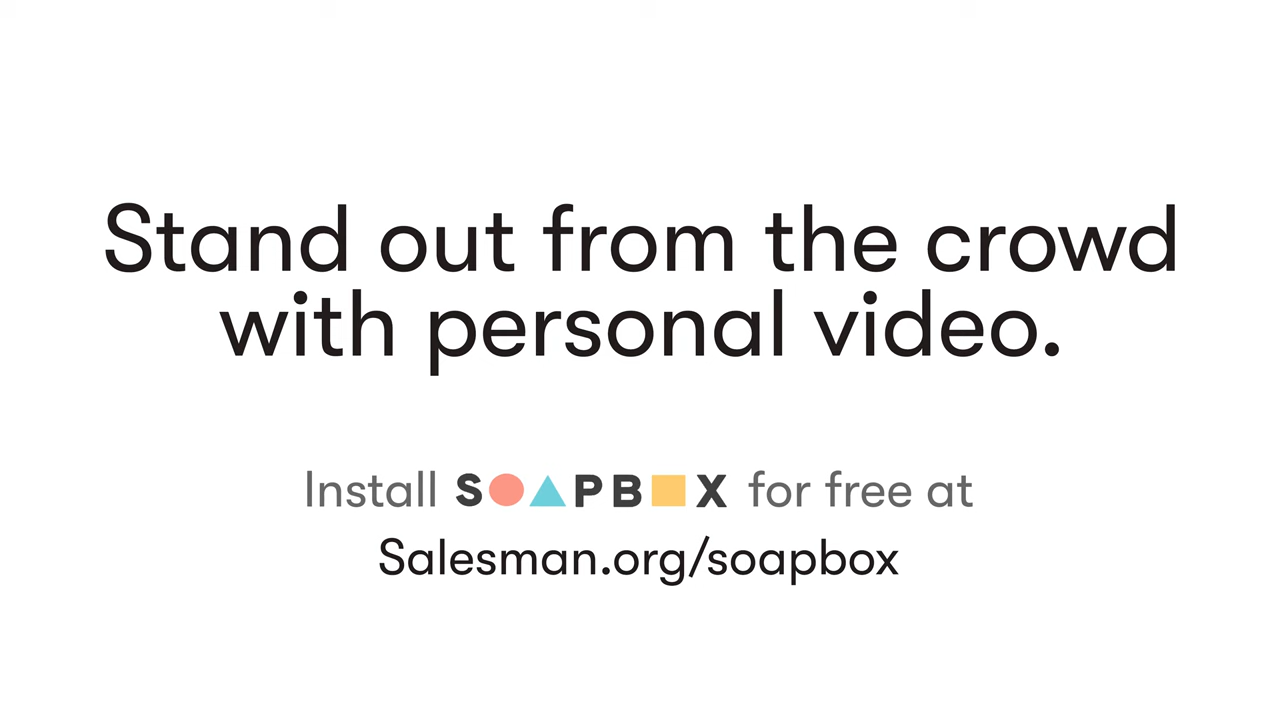 Stand out from the crowd
with personal video.
Install SOAPBOX for free at
Salesman.org/soapbox